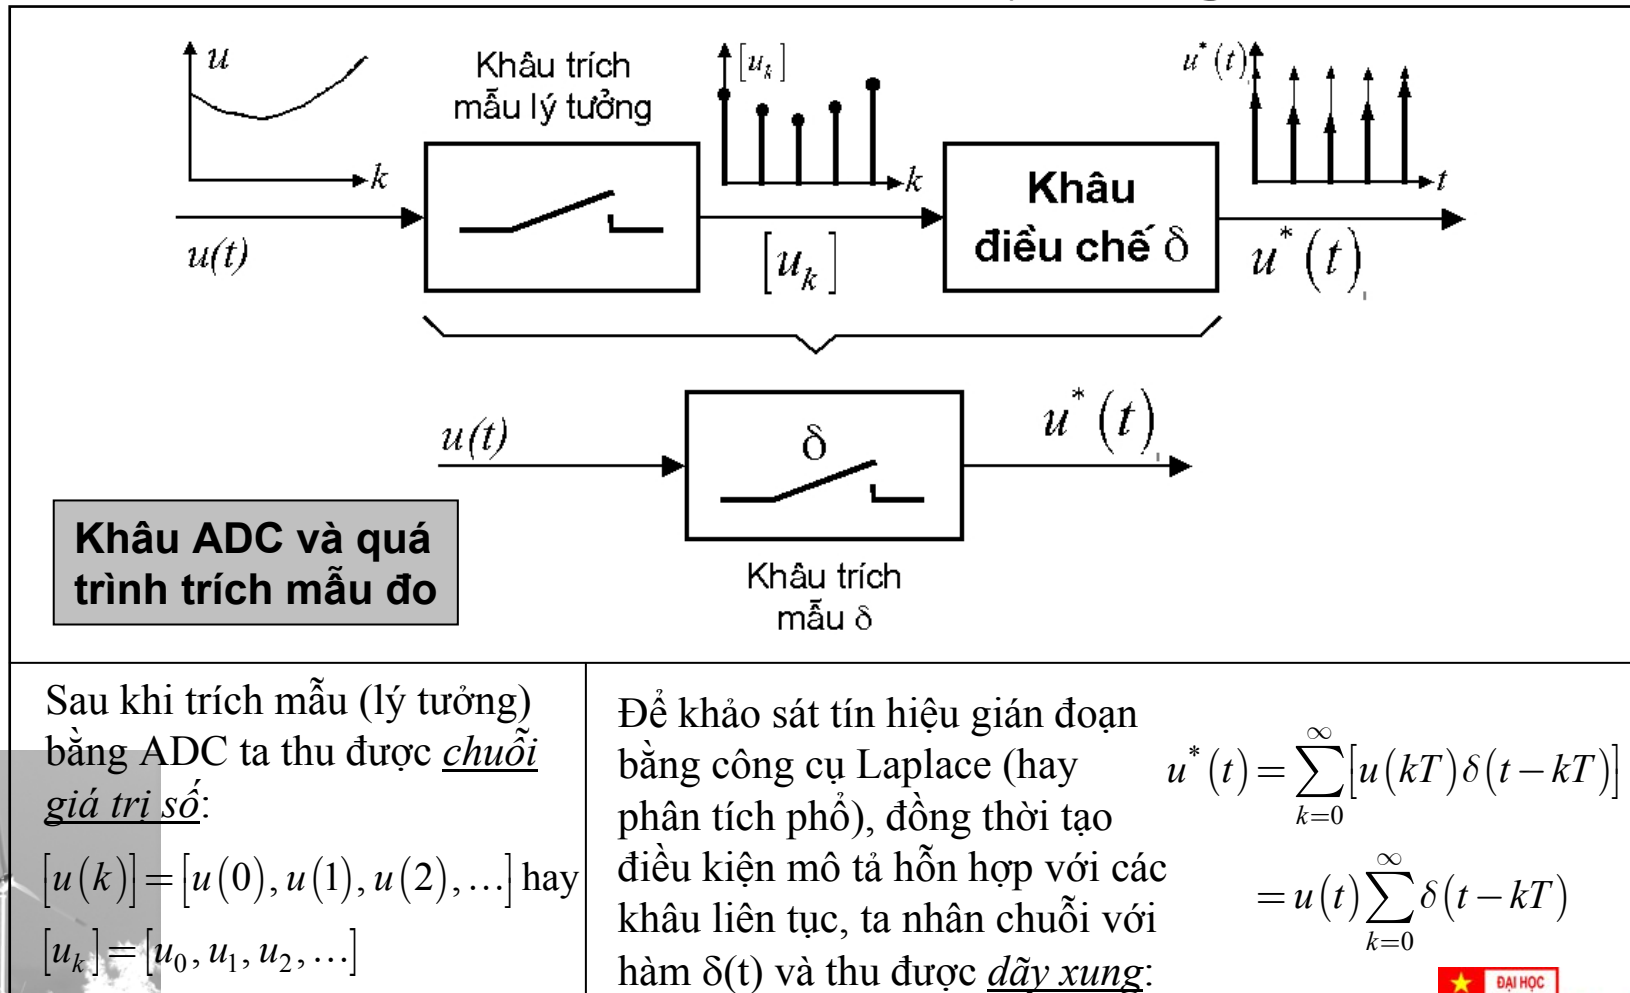 u
k
u(t)
Khâu trích
mẫu lý tưởng
[u_k]
k
[u_k]
Khâu
điều chế δ
u*(t)
t
u*(t)
u(t)
δ
u*(t)
Khâu trích
mẫu δ
Khâu ADC và quá
trình trích mẫu đo
Sau khi trích mẫu (lý tưởng)
bằng ADC ta thu được chuỗi
giá trị số:
[u(k)] = [u(0), u(1), u(2), …] hay
[u_k] = [u_0, u_1, u_2, …]
Để khảo sát tín hiệu gián đoạn
bằng công cụ Laplace (hay
phân tích phổ), đồng thời tạo
điều kiện mô tả hỗn hợp với các
khâu liên tục, ta nhân chuỗi với
hàm δ(t) và thu được dãy xung:
u*(t) = ∑_{k=0}^{∞} [u(kT)δ(t − kT)]
= u(t) ∑_{k=0}^{∞} δ(t − kT)
ĐẠI HỌC